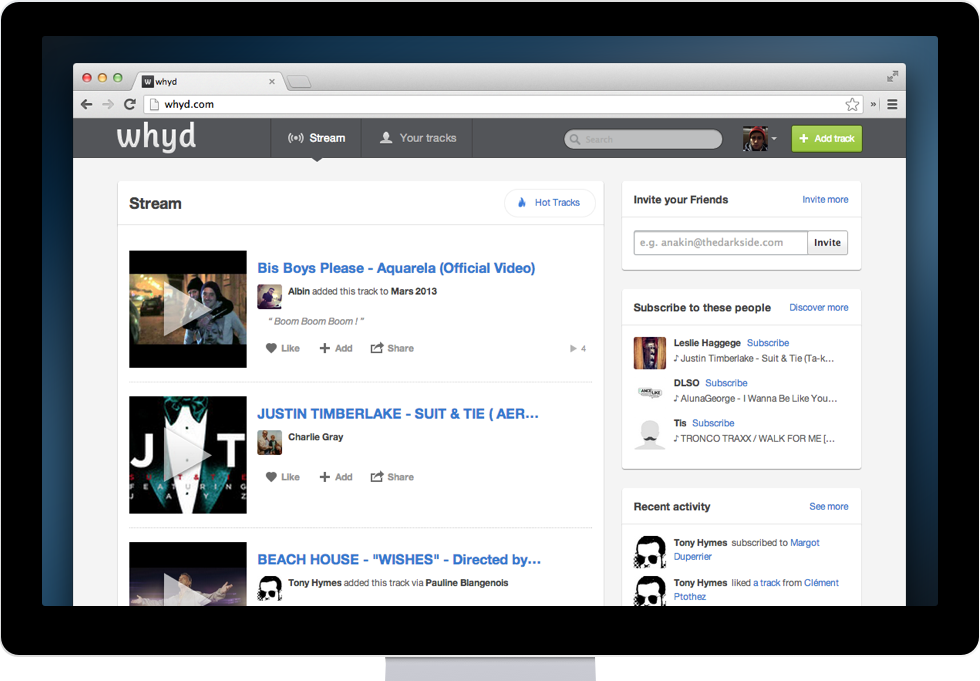 whyd
whyd.com
whyd
Stream
Your tracks
Search
+ Add track
Stream
Hot Tracks
Invite your Friends
Invite more
e.g. anakin@thedarkside.com
Invite
Bis Boys Please - Aquarela (Official Video)
Albin added this track to Mars 2013
“ Boom Boom Boom ! ”
Like
Add
Share
4
JUSTIN TIMBERLAKE - SUIT & TIE ( AER...
Charlie Gray
Like
Add
Share
J T
SUIT & TIE
FEATURING
JAY Z
BEACH HOUSE - "WISHES" - Directed by...
Tony Hymes added this track via Pauline Blangenois
Subscribe to these people
Discover more
Leslie Haggege Subscribe
♪ Justin Timberlake - Suit & Tie (Ta-k...
DLSO Subscribe
♪ AlunaGeorge - I Wanna Be Like You...
Tis Subscribe
♪ TRONCO TRAXX / WALK FOR ME [...
Recent activity
See more
Tony Hymes subscribed to Margot
Duperrier
Tony Hymes liked a track from Clément
Ptothez